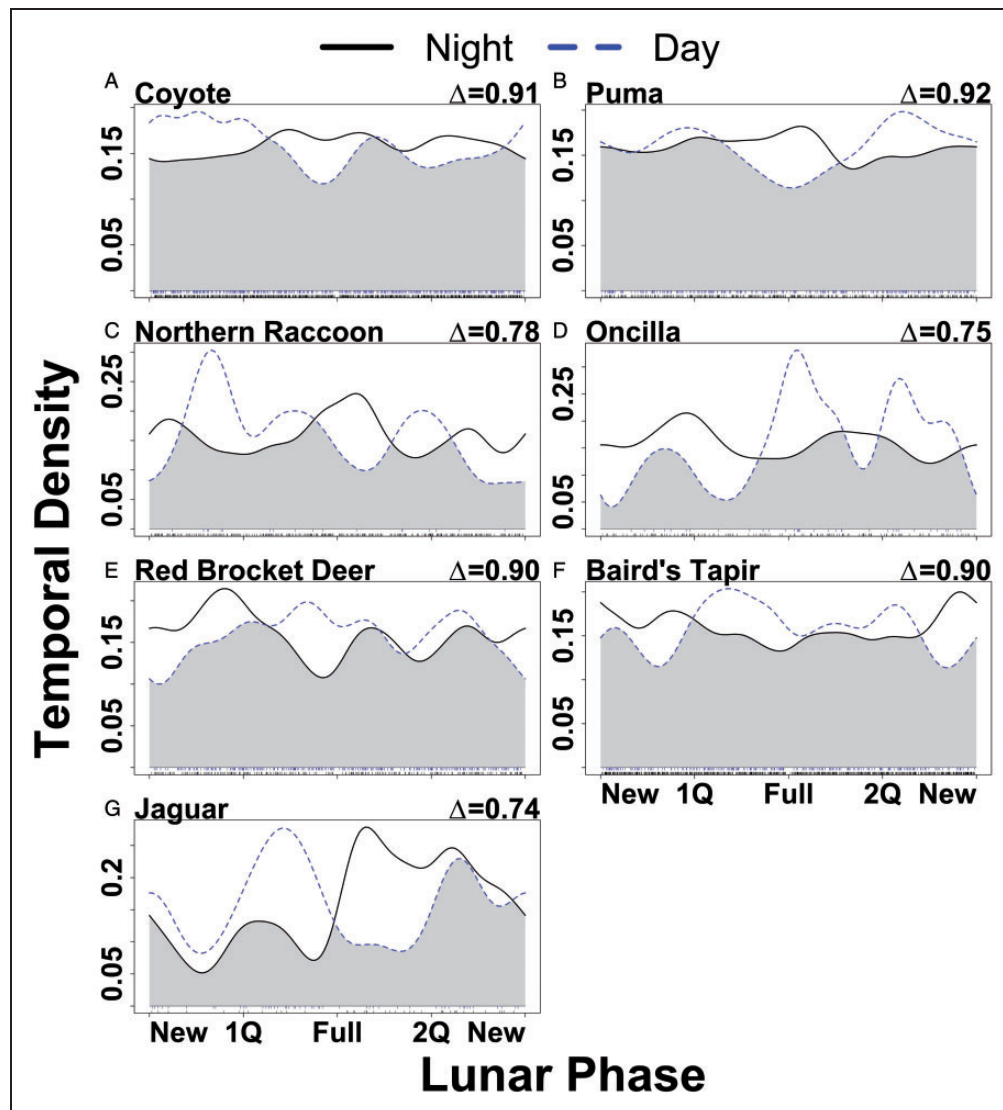 Night Day
A Coyote Δ=0.91
0.15
0.05
B Puma Δ=0.92
0.15
0.05
C Northern Raccoon Δ=0.78
0.25
0.05
D Oncilla Δ=0.75
0.25
0.05
E Red Brocket Deer Δ=0.90
0.15
0.05
F Baird's Tapir Δ=0.90
0.15
0.05
New 1Q Full 2Q New
G Jaguar Δ=0.74
0.2
0.05
New 1Q Full 2Q New
Temporal Density
Lunar Phase